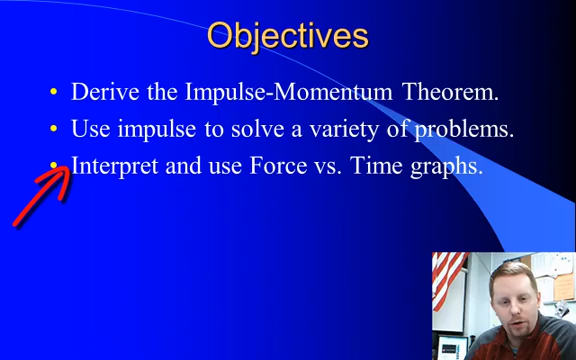 Objectives
• Derive the Impulse-Momentum Theorem.
• Use impulse to solve a variety of problems.
• Interpret and use Force vs. Time graphs.